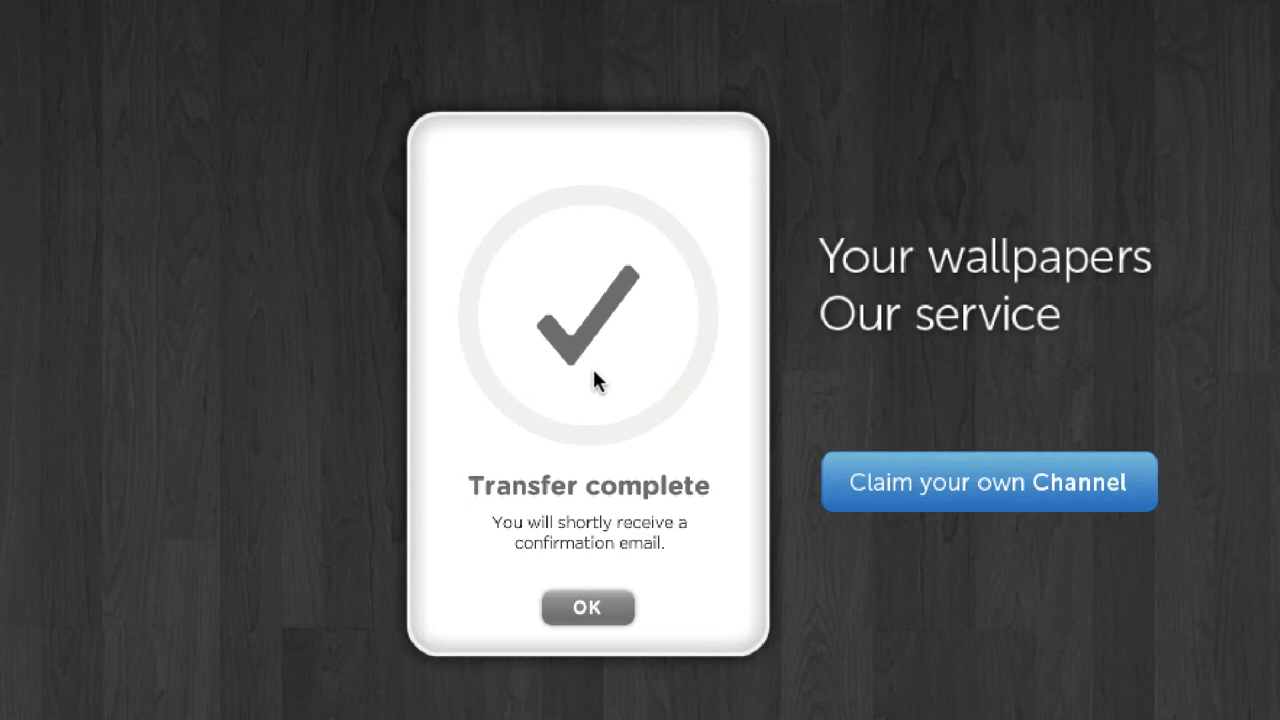 Transfer complete
You will shortly receive a
confirmation email.
OK
Your wallpapers
Our service
Claim your own Channel